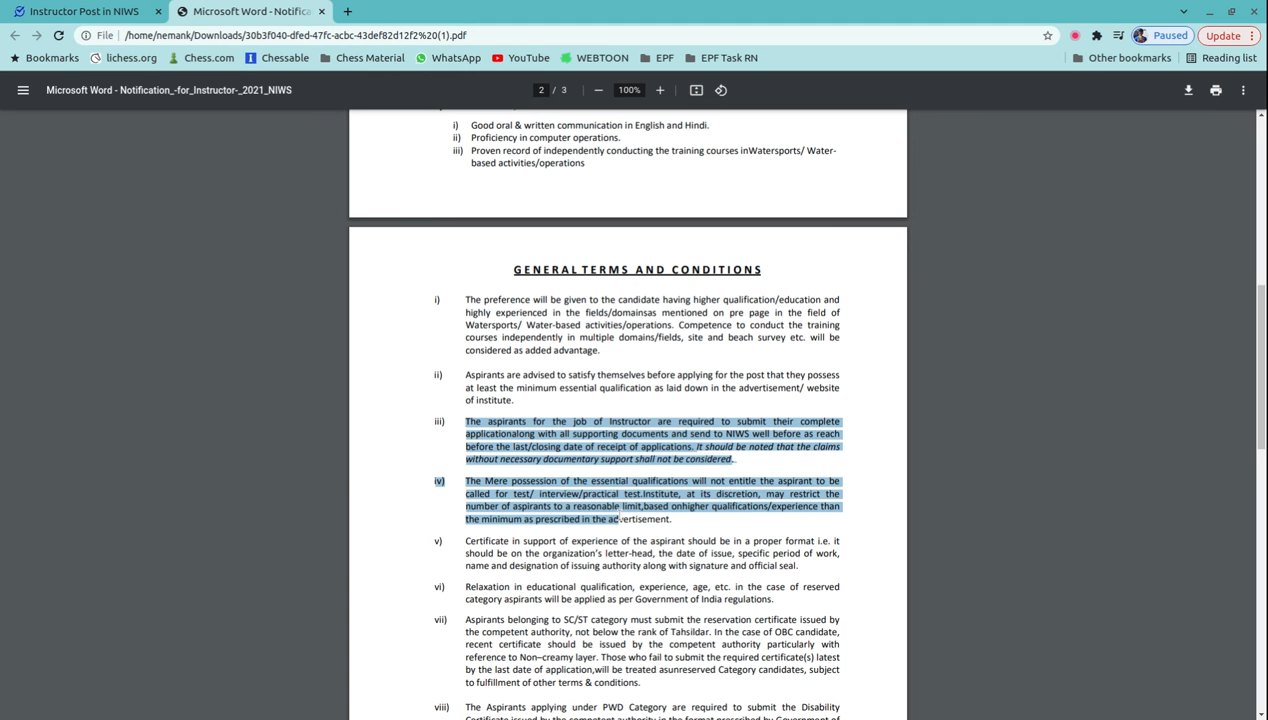 Instructor Post in NIWS
Microsoft Word - Notific
File /home/nemank/Downloads/30b3f040-dfed-47fc-acbc-43def82d12f2%20(1).pdf
Paused
Update
Bookmarks lichess.org Chess.com Chessable Chess Material WhatsApp YouTube WEBTOON EPF EPF Task RN Other bookmarks Reading list
Microsoft Word - Notification_-for_Instructor-_2021_NIWS
2 / 3
100%
i) Good oral & written communication in English and Hindi.
ii) Proficiency in computer operations.
iii) Proven record of independently conducting the training courses inWatersports/ Water-
based activities/operations
GENERAL TERMS AND CONDITIONS
i) The preference will be given to the candidate having higher qualification/education and
highly experienced in the fields/domainsas mentioned on pre page in the field of
Watersports/ Water-based activities/operations. Competence to conduct the training
courses independently in multiple domains/fields, site and beach survey etc. will be
considered as added advantage.
ii) Aspirants are advised to satisfy themselves before applying for the post that they possess
at least the minimum essential qualification as laid down in the advertisement/ website
of institute.
iii) The aspirants for the job of Instructor are required to submit their complete
applicationalong with all supporting documents and send to NIWS well before as reach
before the last/closing date of receipt of applications. It should be noted that the claims
without necessary documentary support shall not be considered..
iv) The Mere possession of the essential qualifications will not entitle the aspirant to be
called for test/ interview/practical test.Institute, at its discretion, may restrict the
number of aspirants to a reasonable limit,based onhigher qualifications/experience than
the minimum as prescribed in the advertisement.
v) Certificate in support of experience of the aspirant should be in a proper format i.e. it
should be on the organization's letter-head, the date of issue, specific period of work,
name and designation of issuing authority along with signature and official seal.
vi) Relaxation in educational qualification, experience, age, etc. in the case of reserved
category aspirants will be applied as per Government of India regulations.
vii) Aspirants belonging to SC/ST category must submit the reservation certificate issued by
the competent authority, not below the rank of Tahsildar. In the case of OBC candidate,
recent certificate should be issued by the competent authority particularly with
reference to Non–creamy layer. Those who fail to submit the required certificate(s) latest
by the last date of application,will be treated asunreserved Category candidates, subject
to fulfillment of other terms & conditions.
viii) The Aspirants applying under PWD Category are required to submit the Disability
Certificate issued by the competent authority in the format prescribed by Government of